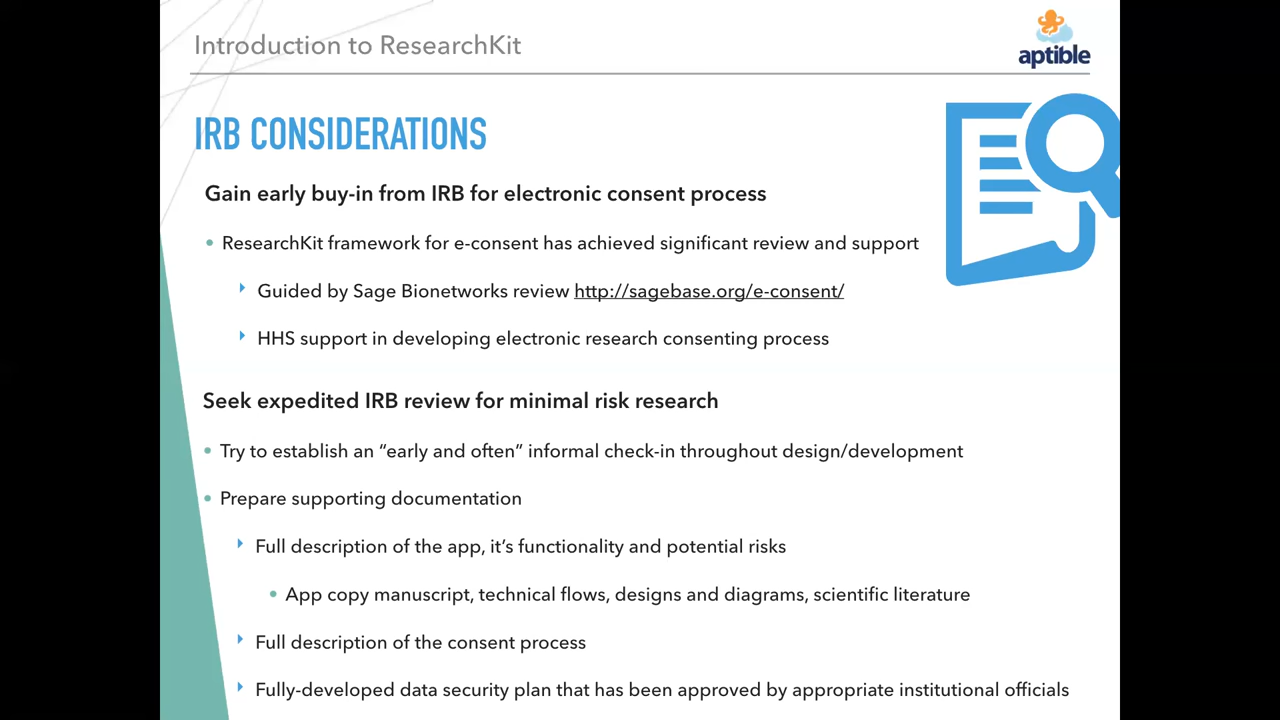 Introduction to ResearchKit
aptible
IRB CONSIDERATIONS
Gain early buy-in from IRB for electronic consent process
• ResearchKit framework for e-consent has achieved significant review and support
Guided by Sage Bionetworks review http://sagebase.org/e-consent/
HHS support in developing electronic research consenting process
Seek expedited IRB review for minimal risk research
• Try to establish an “early and often” informal check-in throughout design/development
• Prepare supporting documentation
Full description of the app, it’s functionality and potential risks
• App copy manuscript, technical flows, designs and diagrams, scientific literature
Full description of the consent process
Fully-developed data security plan that has been approved by appropriate institutional officials